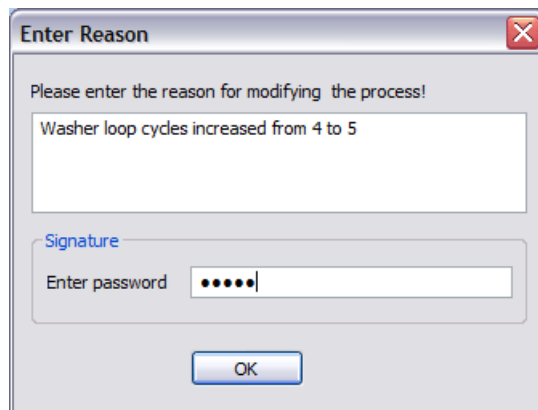 Enter Reason
Please enter the reason for modifying  the process!
Washer loop cycles increased from 4 to 5
Signature
Enter password •••••
OK